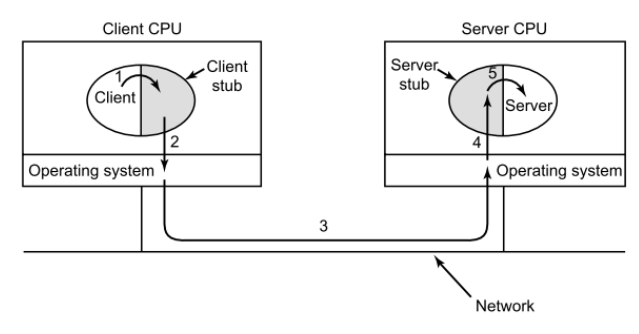 Client CPU
Server CPU
1
Client
Client
stub
2
Operating system
Server
stub
5
Server
4
Operating system
3
Network